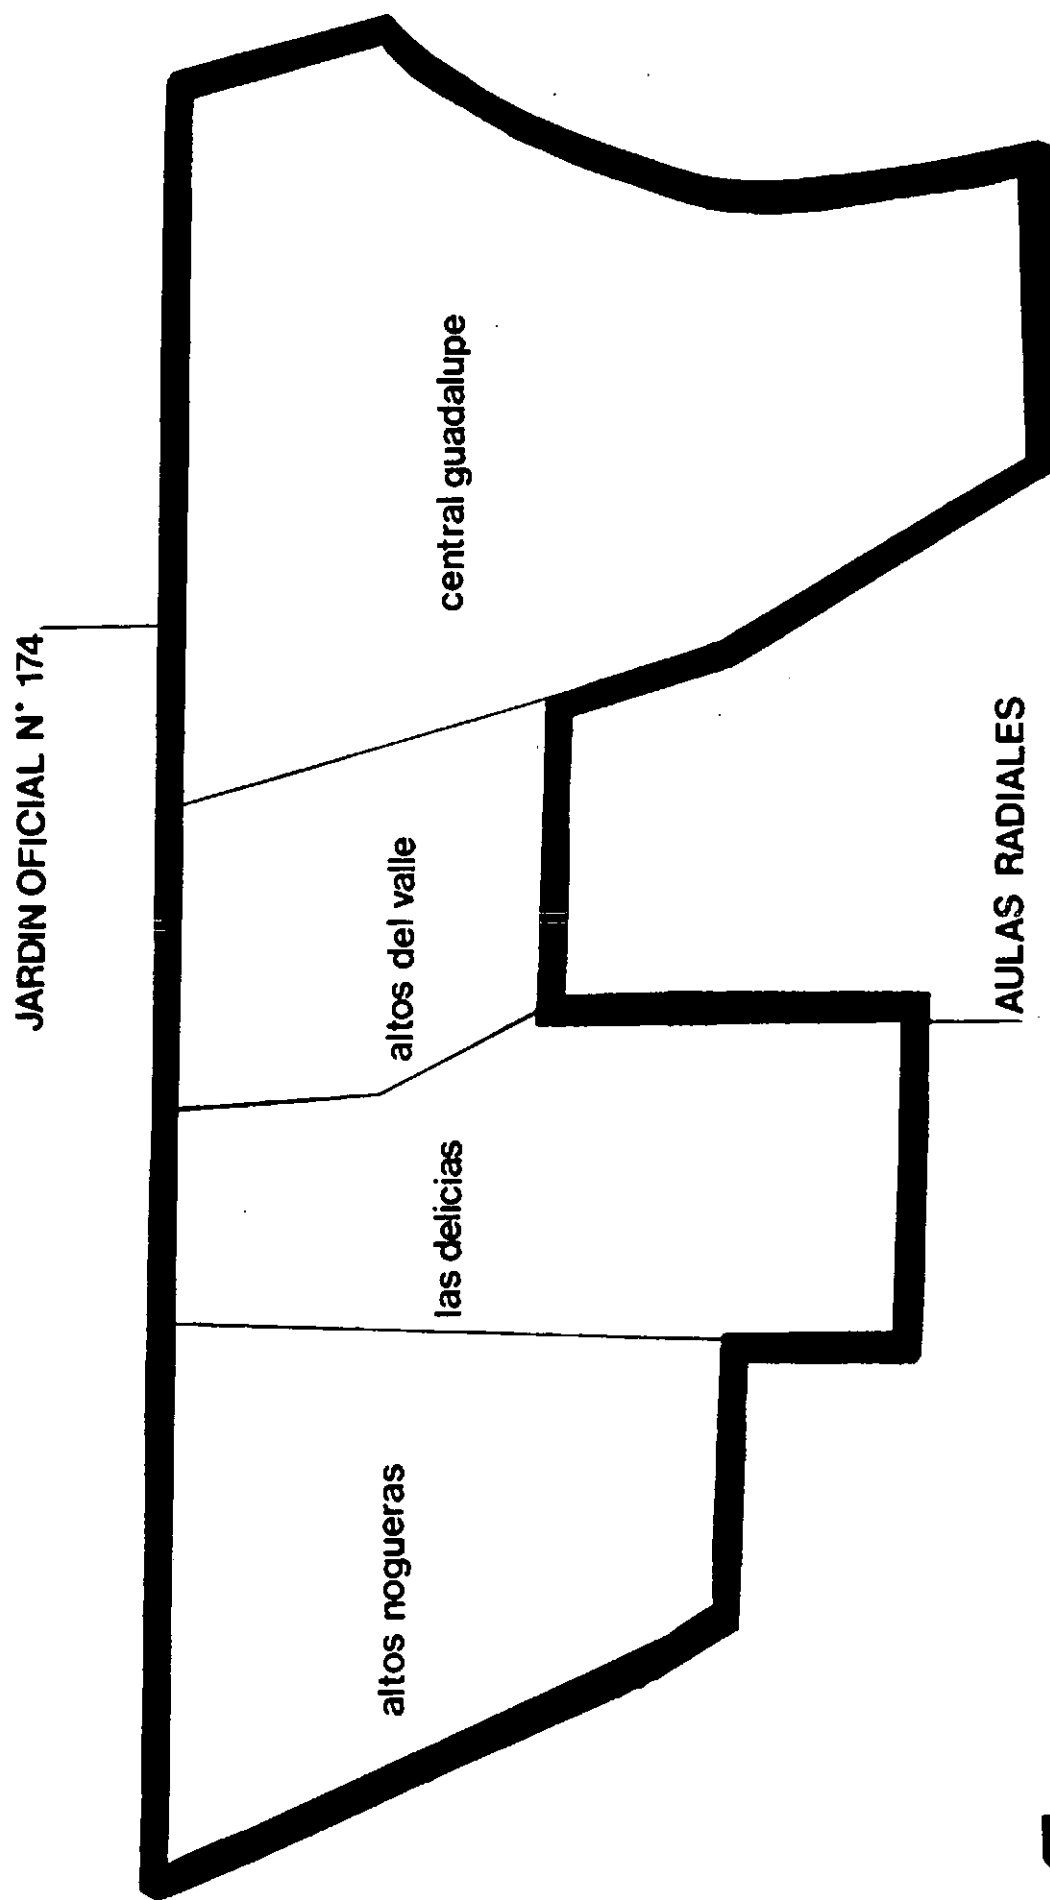 JARDIN OFICIAL N° 174
altos nogueras
las delicias
altos del valle
central guadalupe
AULAS RADIALES